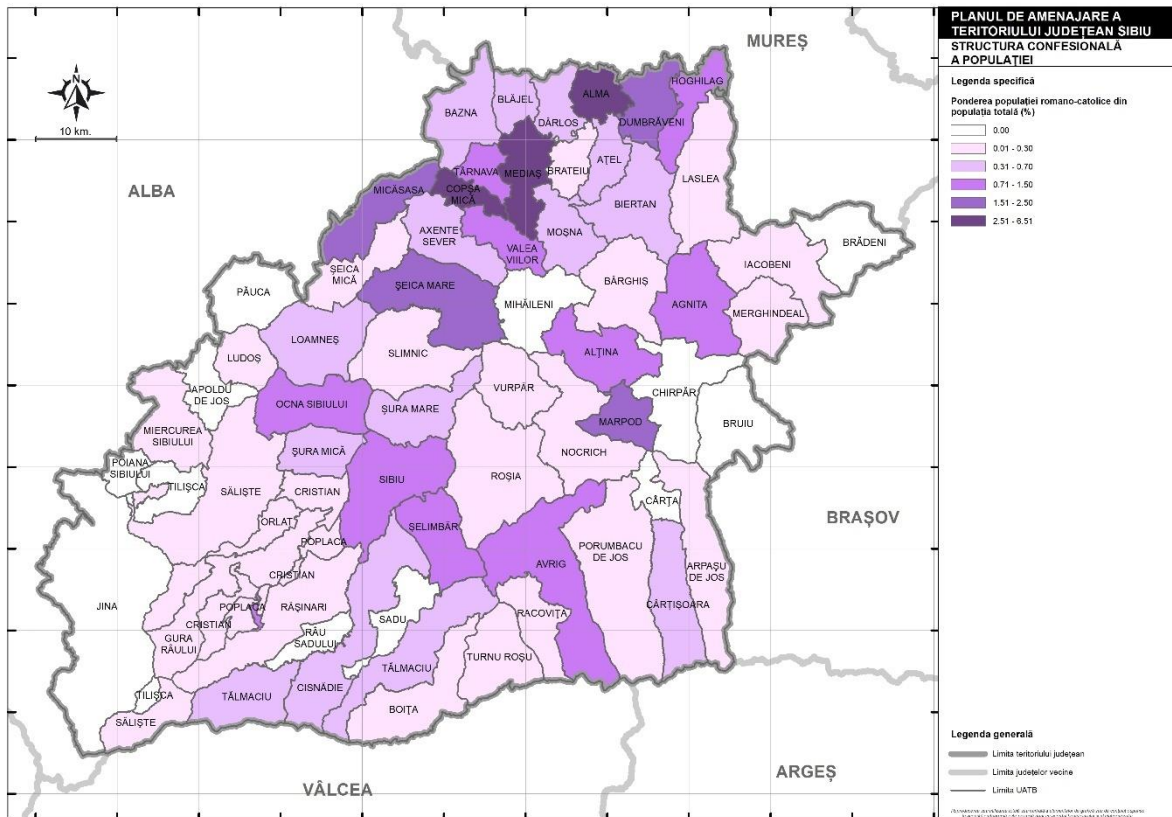 PLANUL DE AMENAJARE A
TERITORIULUI JUDEȚEAN SIBIU
STRUCTURA CONFESIONALĂ
A POPULAȚIEI
Legenda specifică
Ponderea populației romano-catolice din
populația totală (%)
0.00
0.01 - 0.30
0.31 - 0.70
0.71 - 1.50
1.51 - 2.50
2.51 - 6.51
N
10 km.
MUREȘ
ALBA
BRAȘOV
ARGEȘ
VÂLCEA
HOGHILAG
ALMA
BLĂJEL
BAZNA
DÂRLOS
DUMBRĂVENI
AȚEL
TÂRNAVA
MEDIAȘ
BRATEIU
LASLEA
MICĂSASA
COPȘA
MICĂ
BIERTAN
AXENTE
SEVER
MOȘNA
VALEA
VIILOR
BRĂDENI
IACOBENI
ȘEICA
MICĂ
ȘEICA MARE
BÂRGHIȘ
PĂUCA
MIHĂILENI
AGNITA
MERGHINDEAL
LOAMNEȘ
SLIMNIC
ALȚINA
LUDOȘ
APOLDU
DE JOS
VURPĂR
CHIRPĂR
OCNA SIBIULUI
ȘURA MARE
MARPOD
BRUIU
MIERCUREA
SIBIULUI
ȘURA MICĂ
NOCRICH
POIANA
SIBIULUI
TILIȘCA
SĂLIȘTE
CRISTIAN
SIBIU
ROȘIA
CÂRȚA
ORLAT
ȘELIMBĂR
POPLACA
PORUMBACU
DE JOS
AVRIG
ARPAȘU
DE JOS
CRISTIAN
JINA
POPLACA
RĂȘINARI
CÂRȚIȘOARA
CRISTIAN
RACOVIȚA
SADU
GURA
RÂULUI
RÂU
SADULUI
TURNU ROȘU
TĂLMACIU
CISNĂDIE
TILIȘCA
TĂLMACIU
BOIȚA
SĂLIȘTE
Legenda generală
Limita teritoriului județean
Limita județelor vecine
Limita UATB